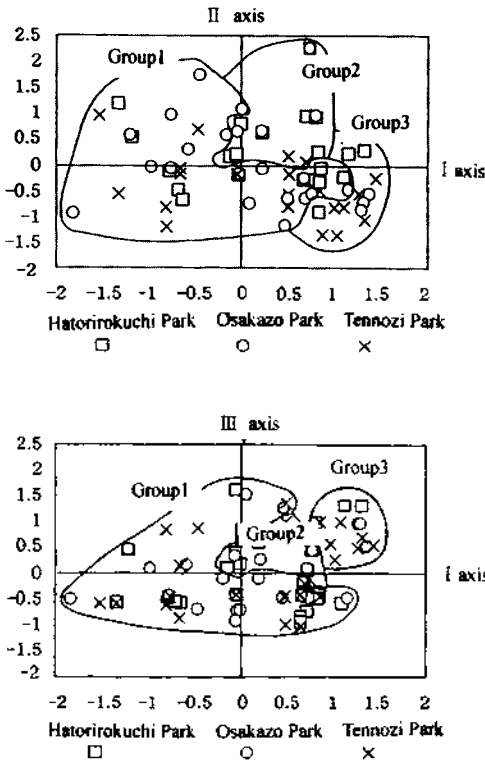 II axis
2.5
2
1.5
1
0.5
0
-0.5
-1
-1.5
-2
Group1
Group2
Group3
I axis
-2 -1.5 -1 -0.5 0 0.5 1 1.5 2
Hatorirokuchi Park Osakazo Park Tennozi Park
III axis
2.5
2
1.5
1
0.5
0
-0.5
-1
-1.5
-2
Group1
Group3
Group2
I axis
-2 -1.5 -1 -0.5 0 0.5 1 1.5 2
Hatorirokuchi Park Osakazo Park Tennozi Park